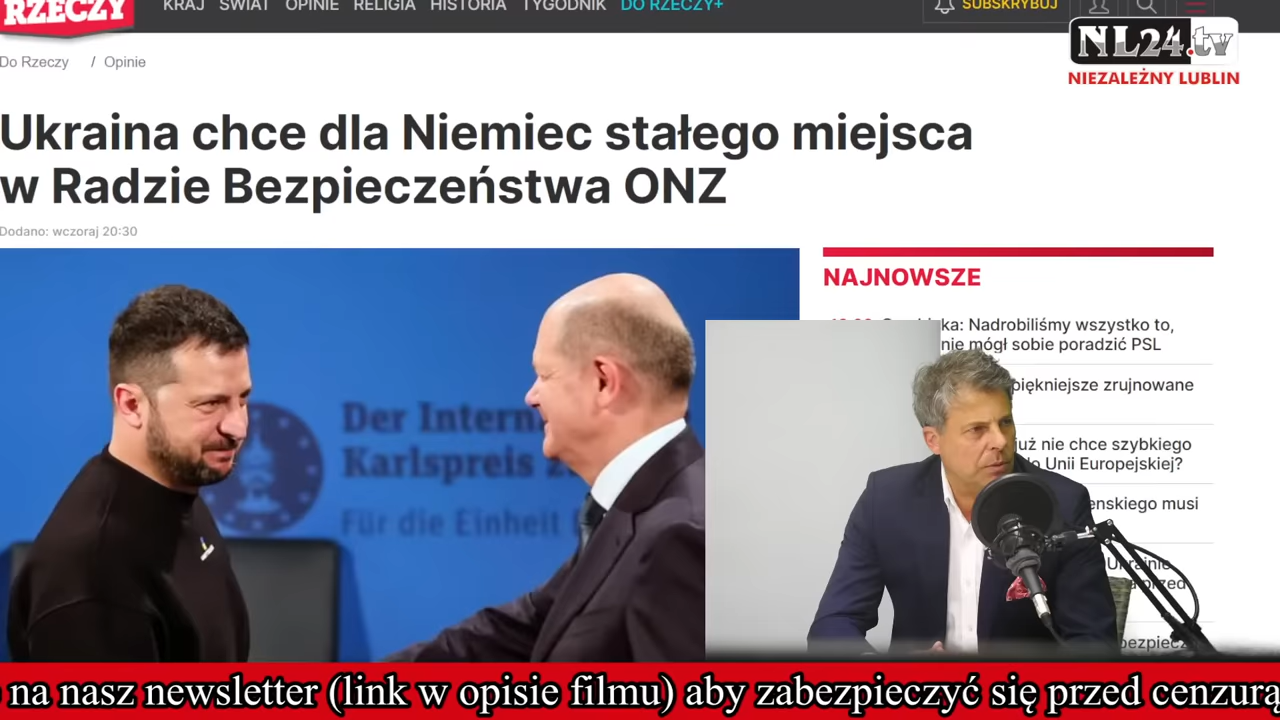 RZECZY
KRAJ ŚWIAT OPINIE RELIGIA HISTORIA TYGODNIK DO RZECZY+
SUBSKRYBUJ
NL24.tv
NIEZALEŻNY LUBLIN
Do Rzeczy / Opinie
Ukraina chce dla Niemiec stałego miejsca
w Radzie Bezpieczeństwa ONZ
Dodano: wczoraj 20:30
NAJNOWSZE
Nadrobiliśmy wszystko to,
nie mógł sobie poradzić PSL
piękniejsze zrujnowane
już nie chce szybkiego
do Unii Europejskiej?
musi
Ukrainie
przed
Der
Karlspreis
Für die Einheit
na nasz newsletter (link w opisie filmu) aby zabezpieczyć się przed cenzurą